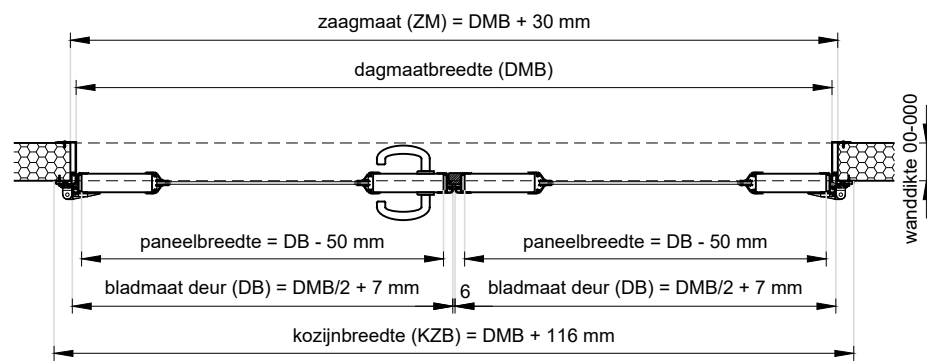 zaagmaat (ZM) = DMB + 30 mm
dagmaatbreedte (DMB)
wanddikte 00-000
paneelbreedte = DB - 50 mm
paneelbreedte = DB - 50 mm
bladmaat deur (DB) = DMB/2 + 7 mm
6
bladmaat deur (DB) = DMB/2 + 7 mm
kozijnbreedte (KZB) = DMB + 116 mm